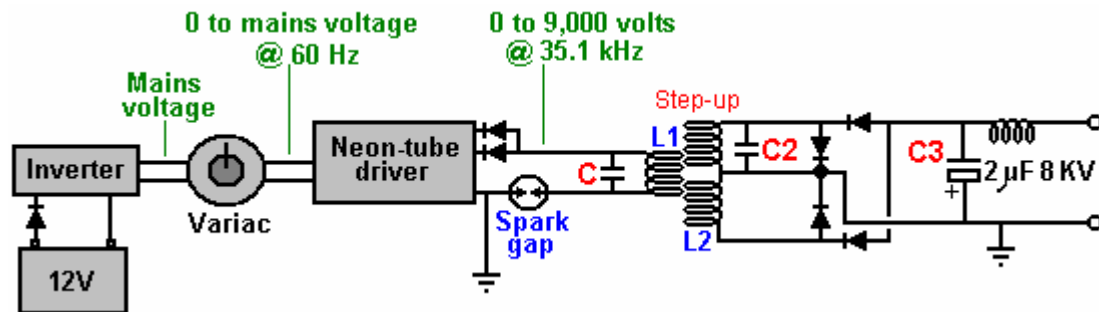 0 to mains voltage
@ 60 Hz
0 to 9,000 volts
@ 35.1 kHz
Mains
voltage
Step-up
Inverter
Variac
Neon-tube
driver
C
Spark
gap
L1
L2
C2
C3
2 µF 8 KV
+
12V